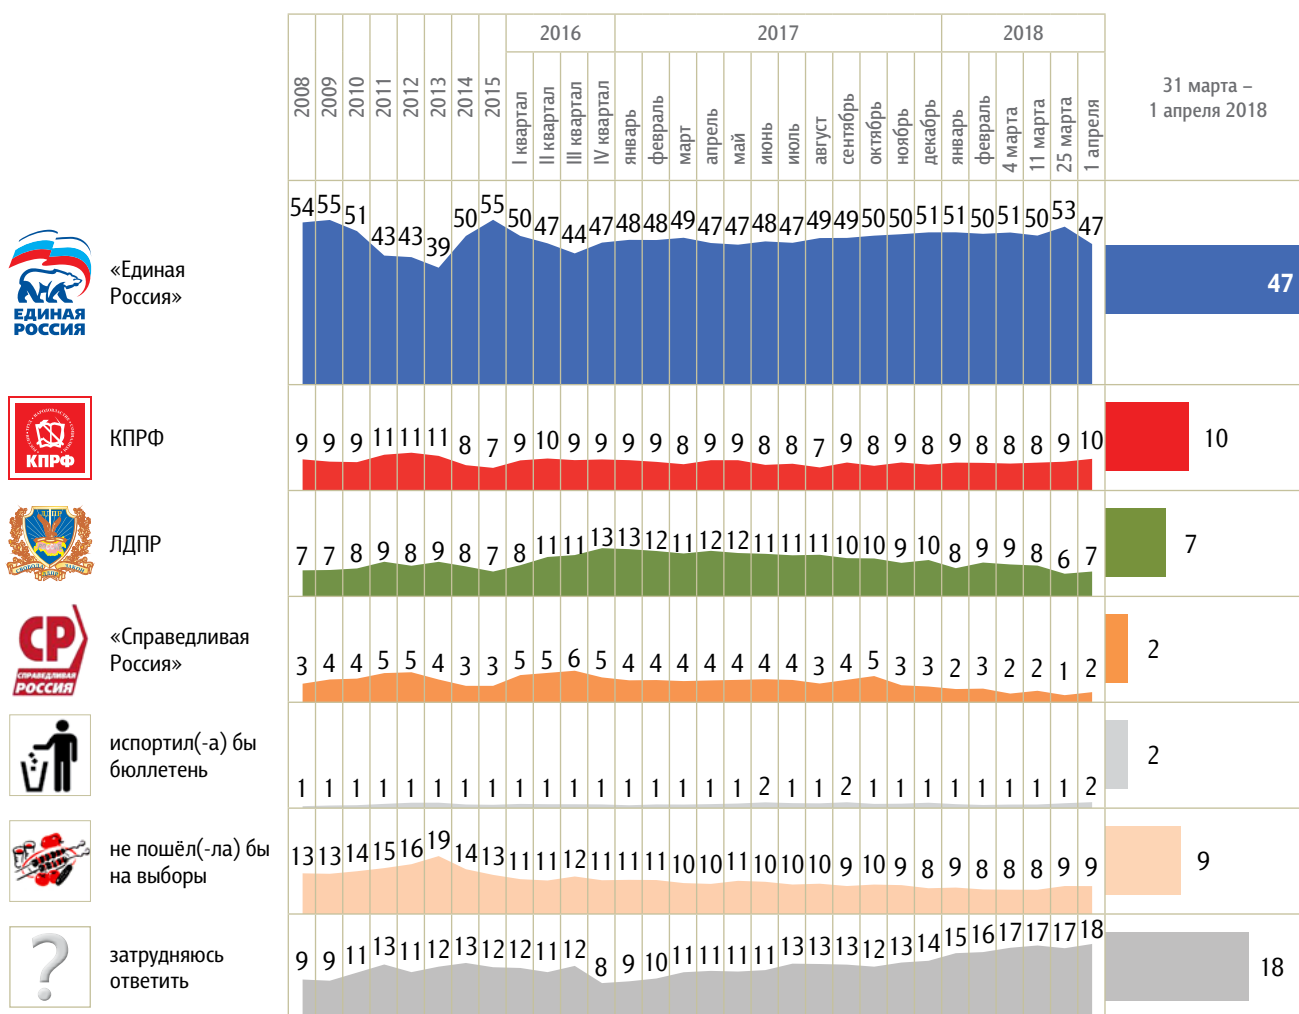 2016 2017 2018
2008 2009 2010 2011 2012 2013 2014 2015 I квартал II квартал III квартал IV квартал январь февраль март апрель май июнь июль август сентябрь октябрь ноябрь декабрь январь февраль 4 марта 11 марта 25 марта 1 апреля
31 марта –
1 апреля 2018
54 55 51 43 43 39 50 55 50 47 44 47 48 48 49 47 47 48 47 49 49 50 50 51 51 50 51 50 53 47
ЕДИНАЯ
РОССИЯ
«Единая
Россия»
47
9 9 9 11 11 11 8 7 9 10 9 9 9 9 8 9 9 8 8 7 9 8 9 8 9 8 8 8 9 10
КПРФ
КПРФ
10
7 7 8 9 8 9 8 7 8 11 11 13 13 12 11 12 12 11 11 11 10 10 9 10 8 9 9 8 6 7
ЛДПР
7
3 4 4 5 5 4 3 3 5 5 6 5 4 4 4 4 4 4 4 3 4 5 3 3 2 3 2 2 1 2
СР
СПРАВЕДЛИВАЯ
РОССИЯ
«Справедливая
Россия»
2
1 1 1 1 1 1 1 1 1 1 1 1 1 1 1 1 1 2 1 1 2 1 1 1 1 1 1 1 1 2
испортил(-а) бы
бюллетень
2
13 13 14 15 16 19 14 13 11 11 12 11 11 11 10 10 11 10 10 10 9 10 9 8 9 8 8 8 9 9
не пошёл(-ла) бы
на выборы
9
9 9 11 13 11 12 13 12 12 11 12 8 9 10 11 11 11 11 13 13 13 12 13 14 15 16 17 17 17 18
?
затрудняюсь
ответить
18